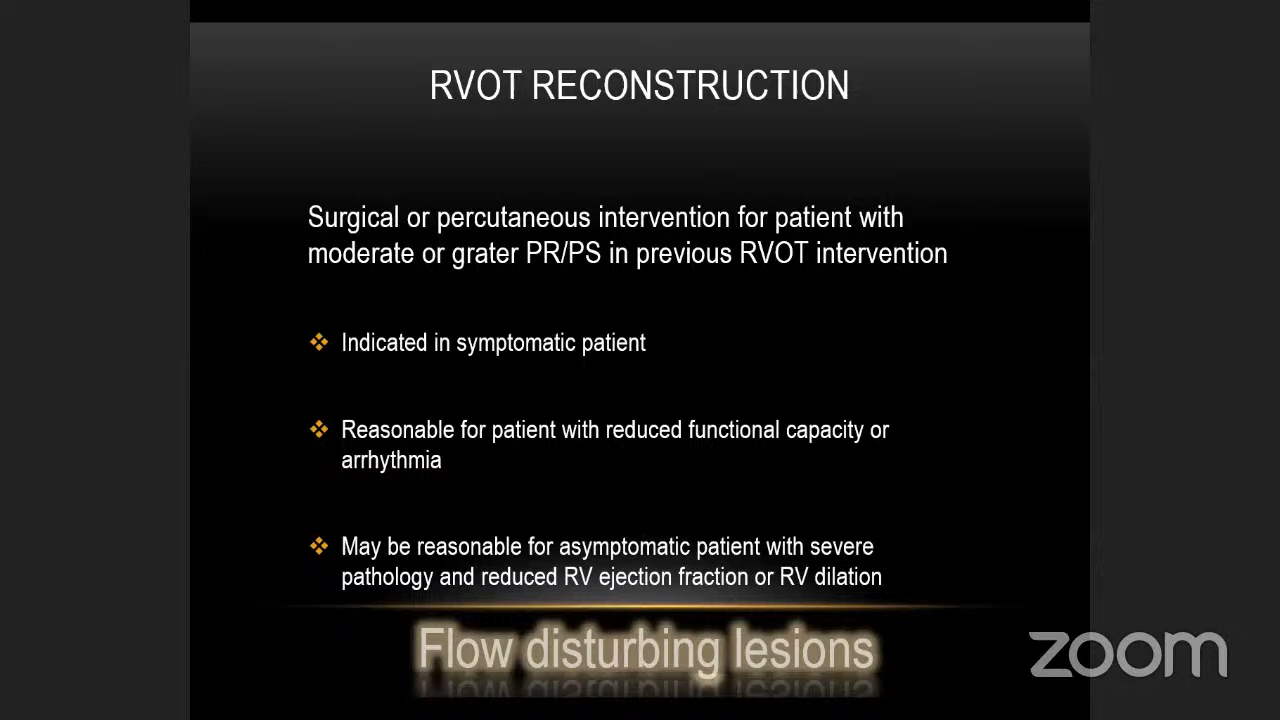 RVOT RECONSTRUCTION
Surgical or percutaneous intervention for patient with
moderate or grater PR/PS in previous RVOT intervention
Indicated in symptomatic patient
Reasonable for patient with reduced functional capacity or
arrhythmia
May be reasonable for asymptomatic patient with severe
pathology and reduced RV ejection fraction or RV dilation
Flow disturbing lesions
zoom